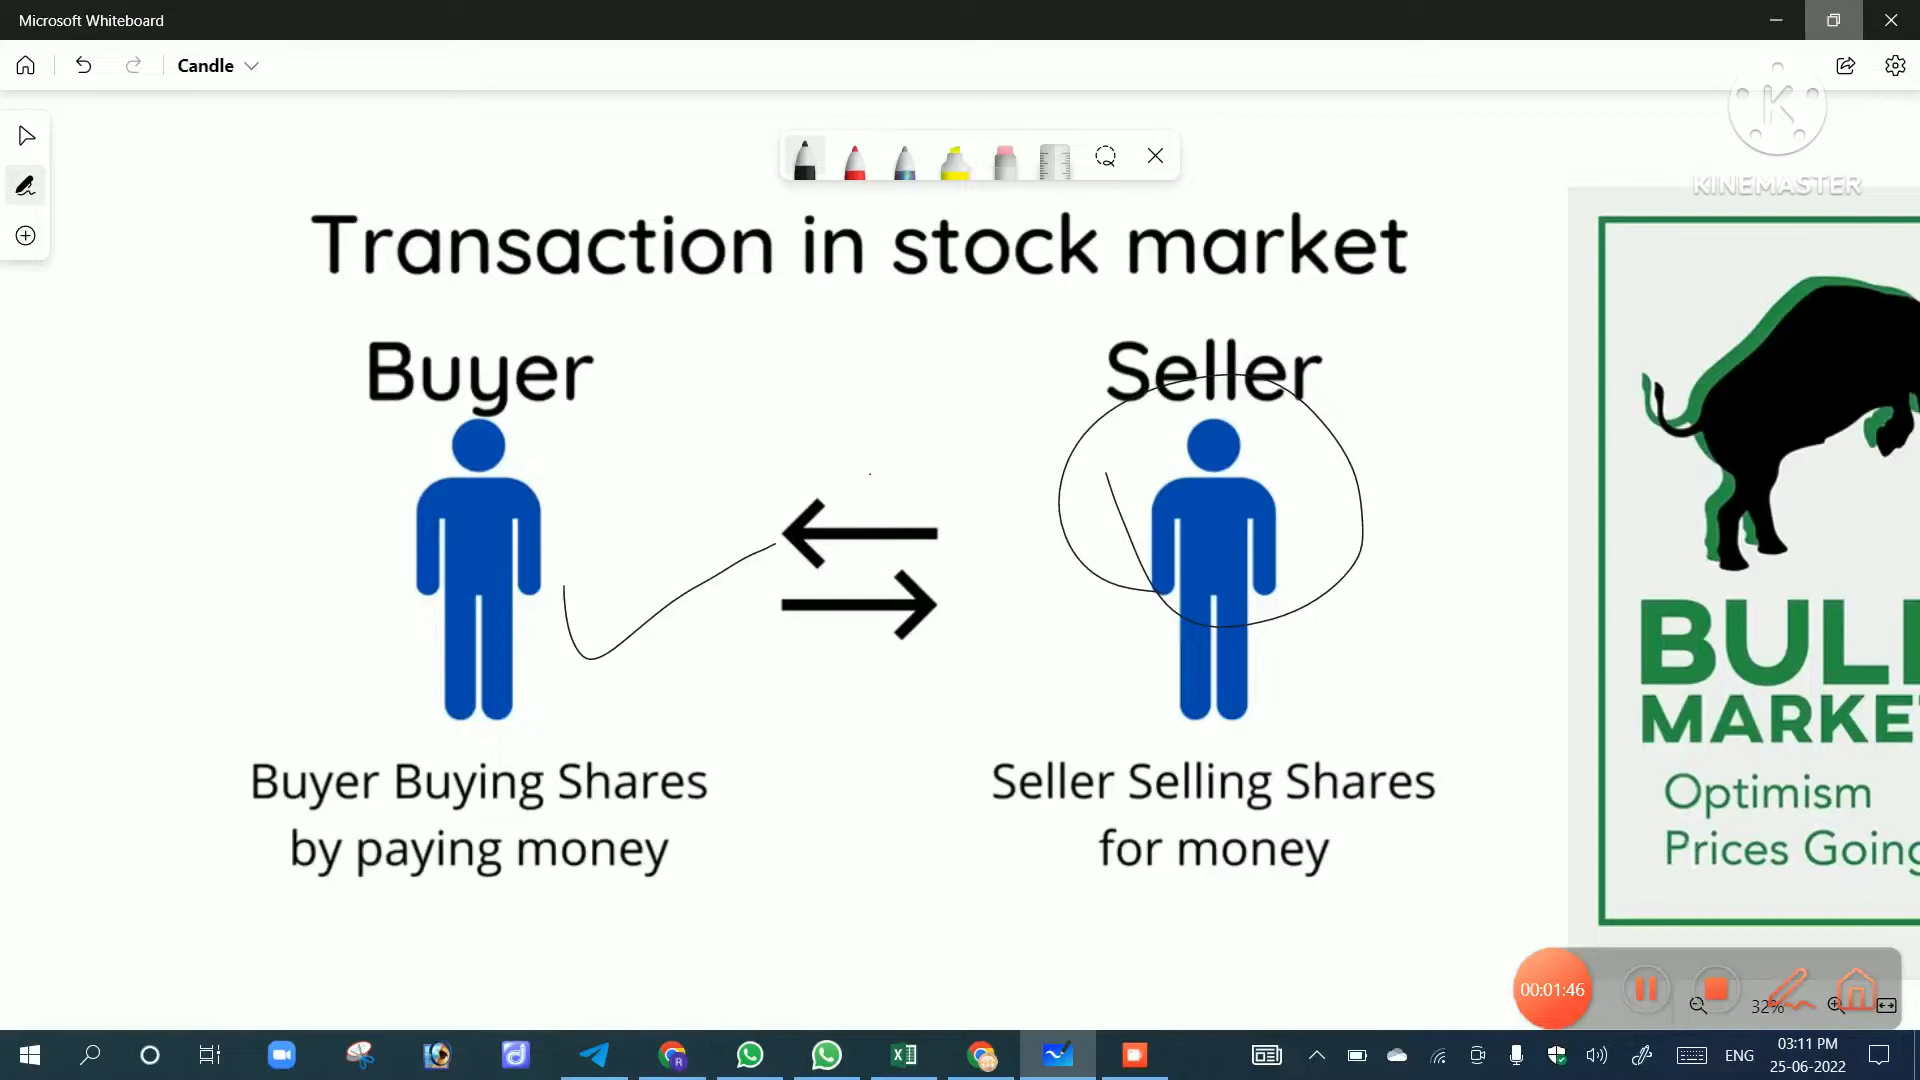 Microsoft Whiteboard
Candle
KINEMASTER
Transaction in stock market
Buyer
Seller
Buyer Buying Shares
by paying money
Seller Selling Shares
for money
BULL
MARKE
Optimism
Prices Going
00:01:46
32%
ENG
03:11 PM
25-06-2022